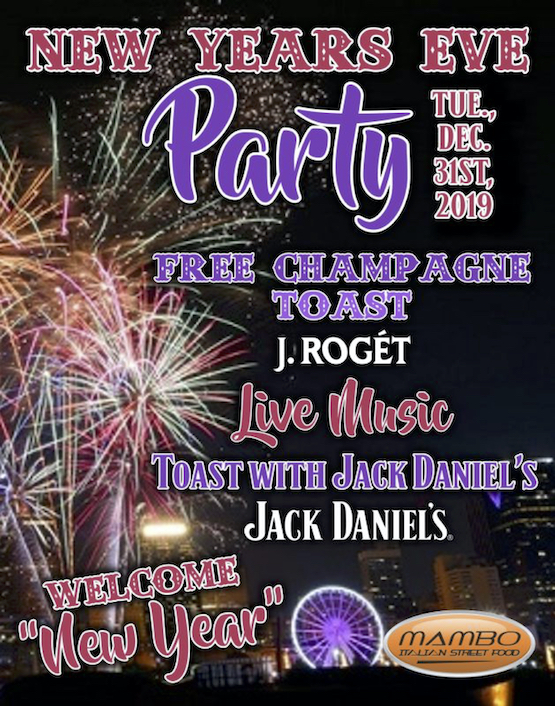 NEW YEARS EVE
Party
TUE.,
DEC.
31ST,
2019
FREE CHAMPAGNE
TOAST
J. ROGÉT
Live Music
TOAST WITH JACK DANIEL'S
JACK DANIEL'S®
WELCOME
"New Year"
MAMBO
ITALIAN STREET FOOD